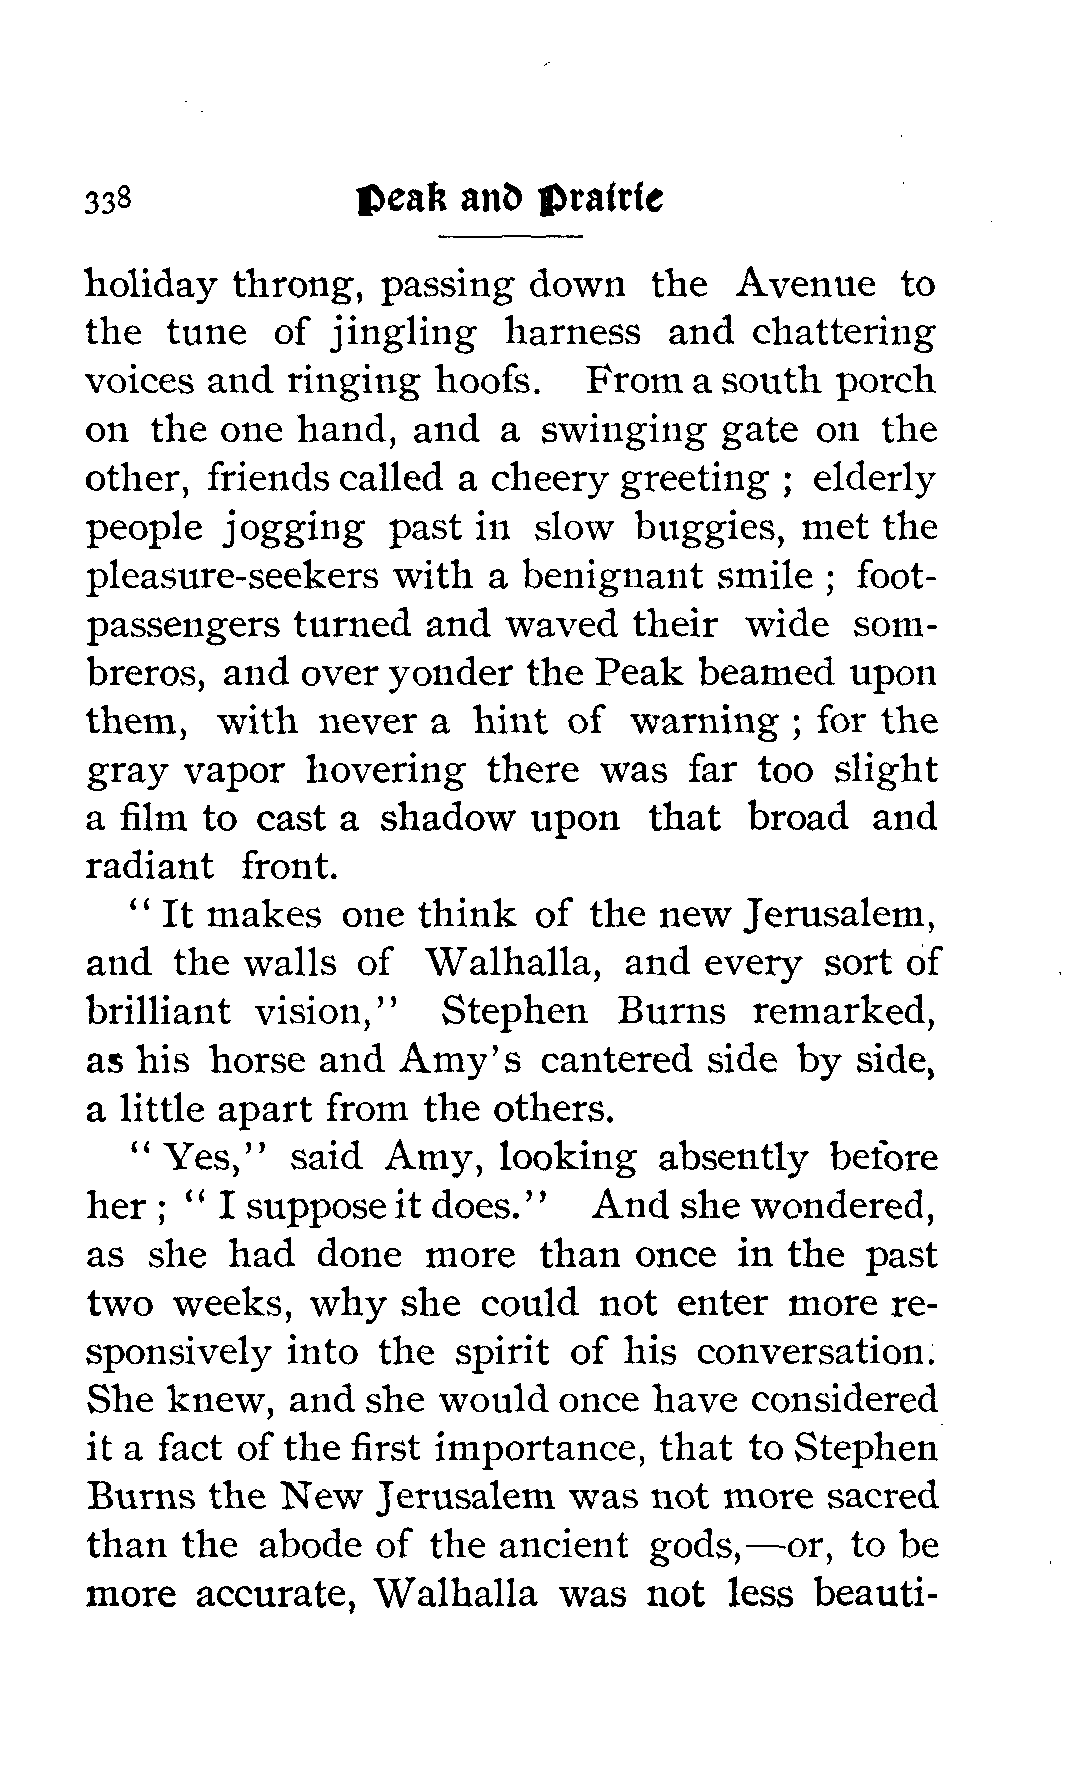 338 Peak and Prairie
holiday throng, passing down the Avenue to
the tune of jingling harness and chattering
voices and ringing hoofs. From a south porch
on the one hand, and a swinging gate on the
other, friends called a cheery greeting ; elderly
people jogging past in slow buggies, met the
pleasure-seekers with a benignant smile ; foot-
passengers turned and waved their wide som-
breros, and over yonder the Peak beamed upon
them, with never a hint of warning ; for the
gray vapor hovering there was far too slight
a film to cast a shadow upon that broad and
radiant front.
“ It makes one think of the new Jerusalem,
and the walls of Walhalla, and every sort of
brilliant vision,” Stephen Burns remarked,
as his horse and Amy’s cantered side by side,
a little apart from the others.
“ Yes,” said Amy, looking absently before
her ; “ I suppose it does.” And she wondered,
as she had done more than once in the past
two weeks, why she could not enter more re-
sponsively into the spirit of his conversation.
She knew, and she would once have considered
it a fact of the first importance, that to Stephen
Burns the New Jerusalem was not more sacred
than the abode of the ancient gods,—or, to be
more accurate, Walhalla was not less beauti-